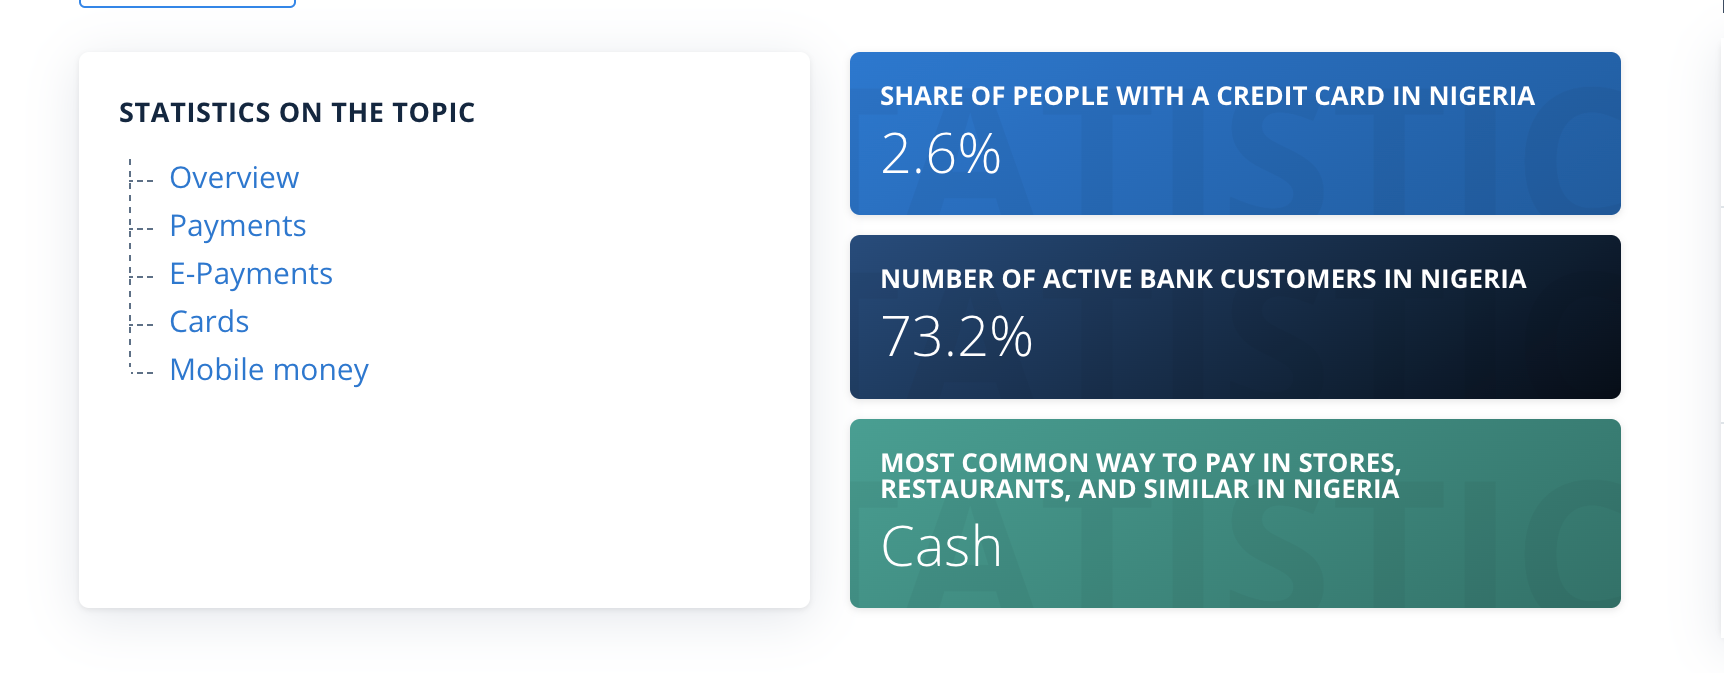 STATISTICS ON THE TOPIC
Overview
Payments
E-Payments
Cards
Mobile money
SHARE OF PEOPLE WITH A CREDIT CARD IN NIGERIA
2.6%
NUMBER OF ACTIVE BANK CUSTOMERS IN NIGERIA
73.2%
MOST COMMON WAY TO PAY IN STORES,
RESTAURANTS, AND SIMILAR IN NIGERIA
Cash